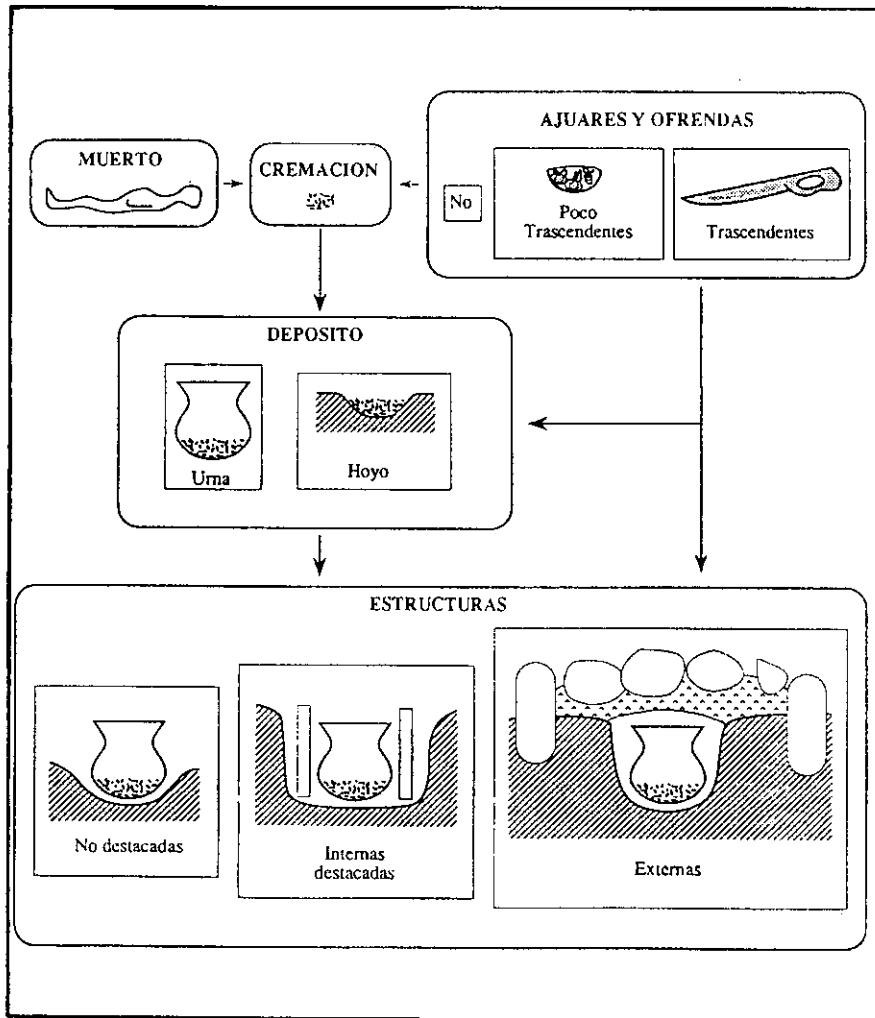 AJUARES Y OFRENDAS
MUERTO
CREMACION
No
Poco
Trascendentes
Trascendentes
DEPOSITO
Urna
Hoyo
ESTRUCTURAS
No destacadas
Internas
destacadas
Externas